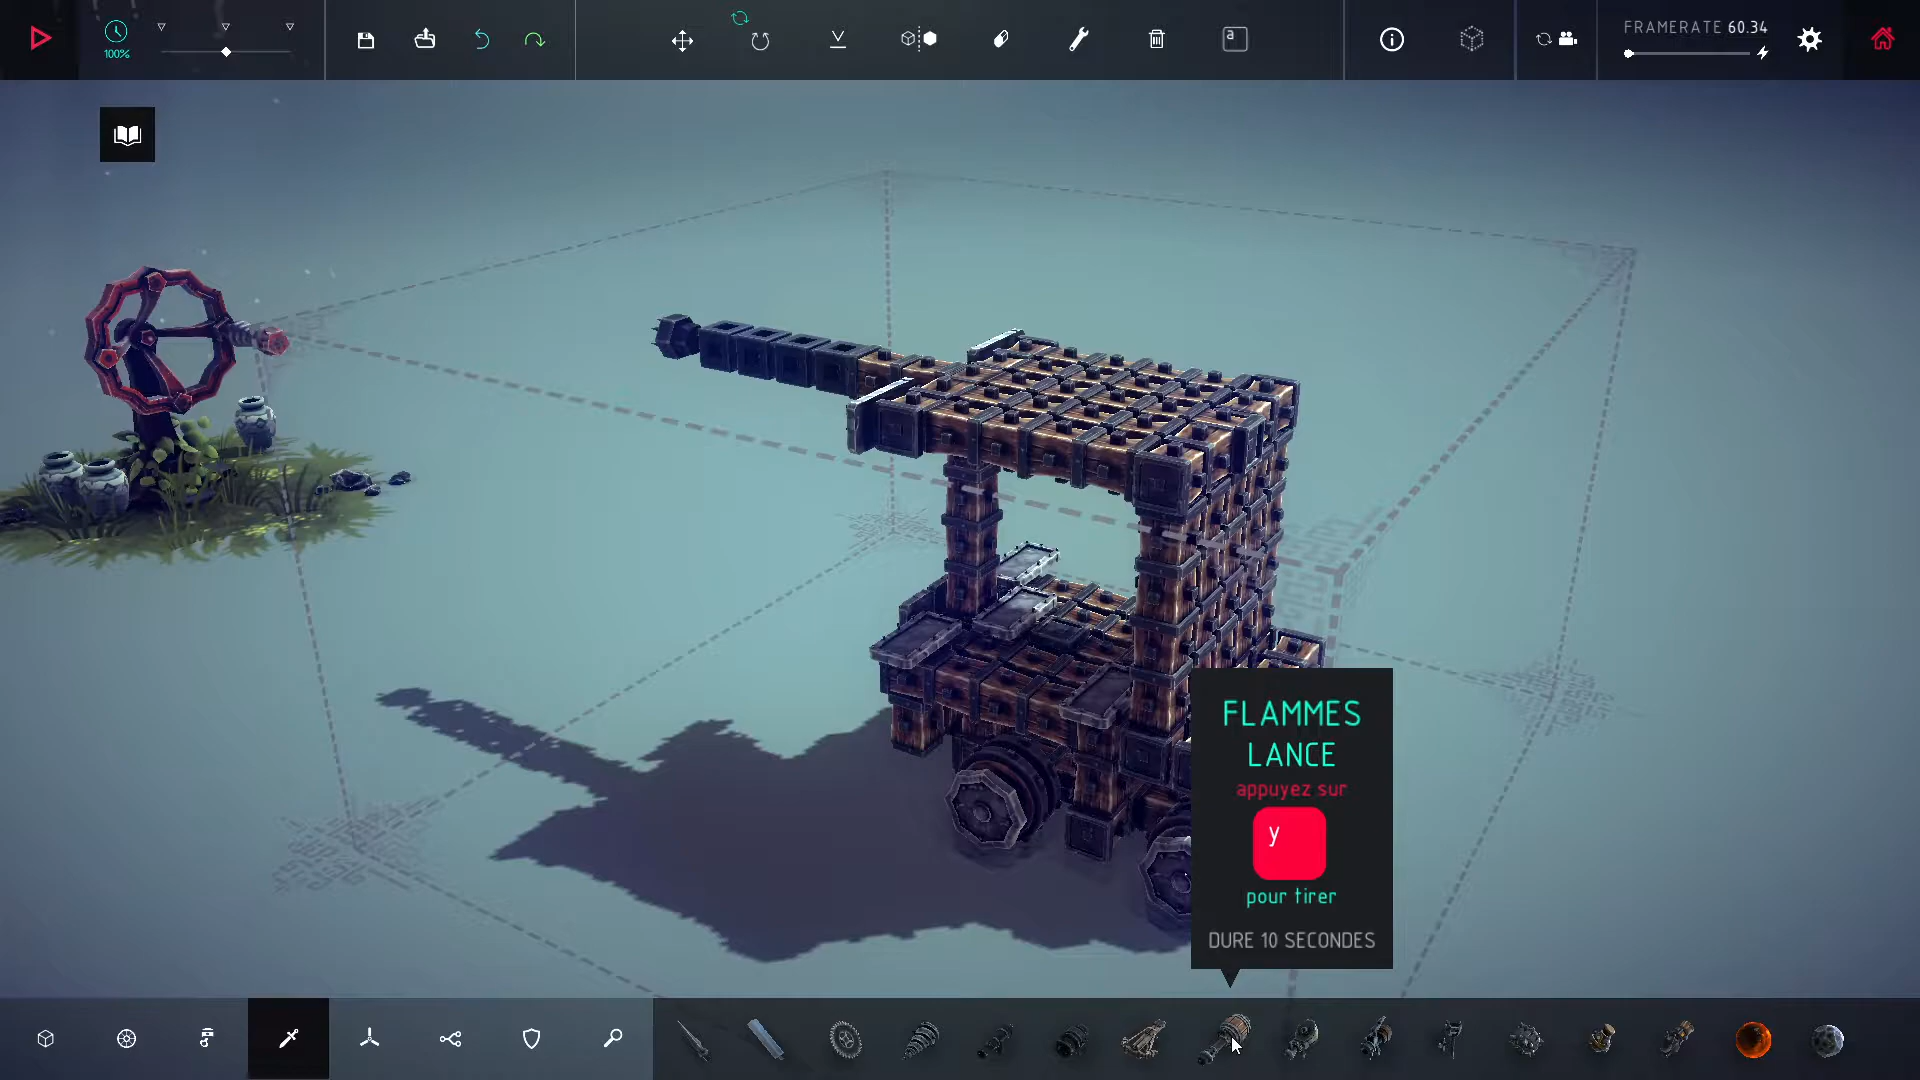 100%
a
FRAMERATE 60.34
FLAMMES
LANCE
appuyez sur
y
pour tirer
DURE 10 SECONDES